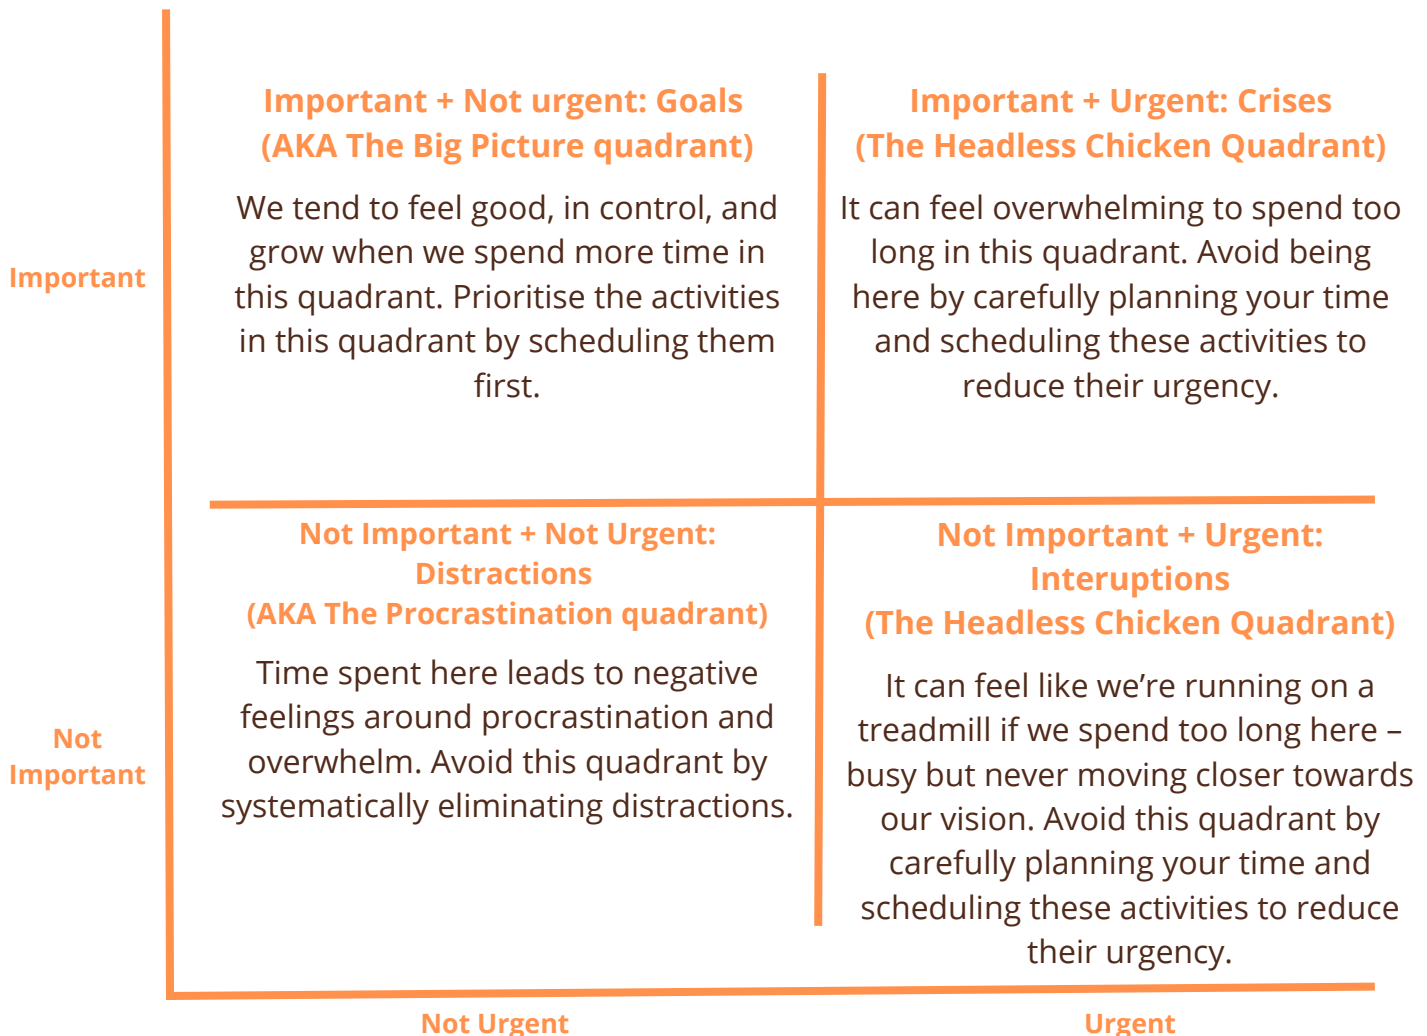 Important + Not urgent: Goals
(AKA The Big Picture quadrant)
We tend to feel good, in control, and
grow when we spend more time in
this quadrant. Prioritise the activities
in this quadrant by scheduling them
first.
Important + Urgent: Crises
(The Headless Chicken Quadrant)
It can feel overwhelming to spend too
long in this quadrant. Avoid being
here by carefully planning your time
and scheduling these activities to
reduce their urgency.
Important
Not Important + Not Urgent:
Distractions
(AKA The Procrastination quadrant)
Time spent here leads to negative
feelings around procrastination and
overwhelm. Avoid this quadrant by
systematically eliminating distractions.
Not Important + Urgent:
Interuptions
(The Headless Chicken Quadrant)
It can feel like we’re running on a
treadmill if we spend too long here –
busy but never moving closer towards
our vision. Avoid this quadrant by
carefully planning your time and
scheduling these activities to reduce
their urgency.
Not
Important
Not Urgent
Urgent